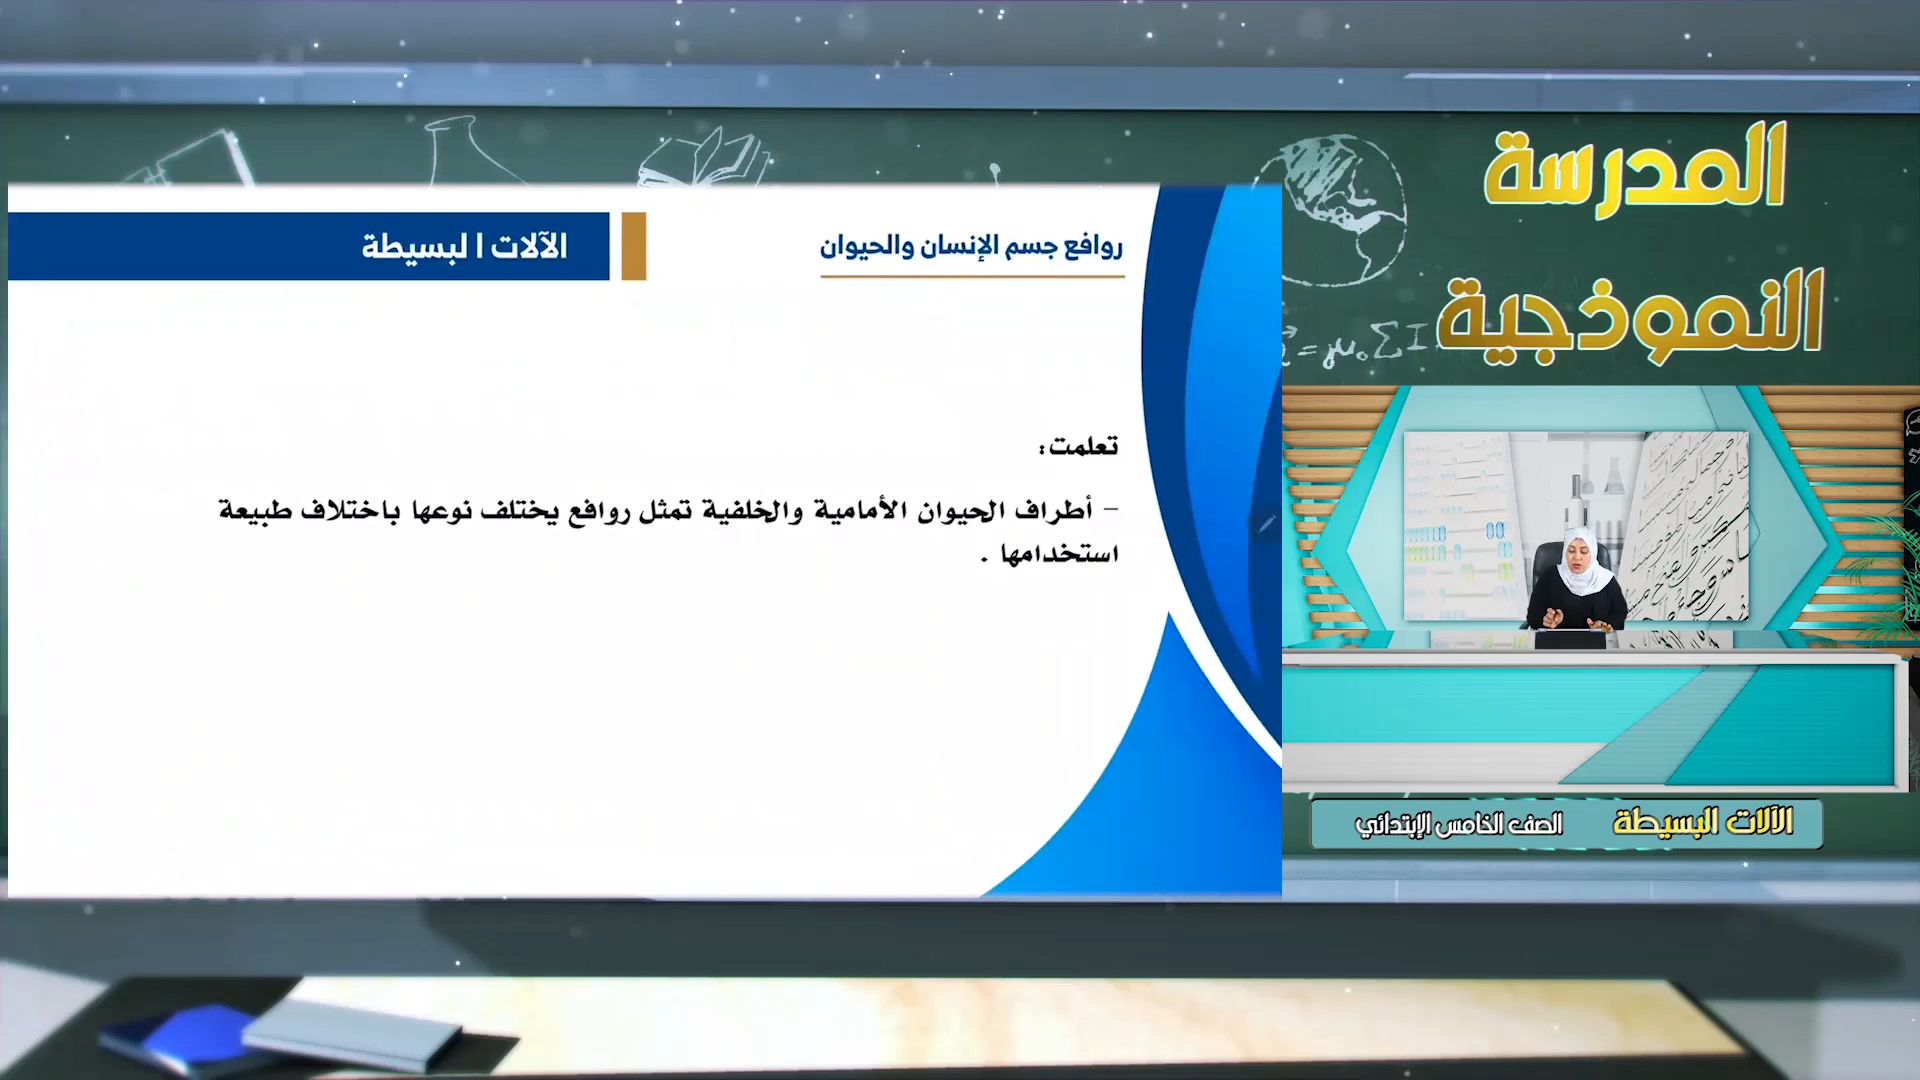 المدرسة
النموذجية
روافع جسم الإنسان والحيوان
الآلات البسيطة
تعلمت:
- أطراف الحيوان الأمامية والخلفية تمثل روافع يختلف نوعها باختلاف طبيعة
استخدامها .
الآلات البسيطة
الصف الخامس الإبتدائي